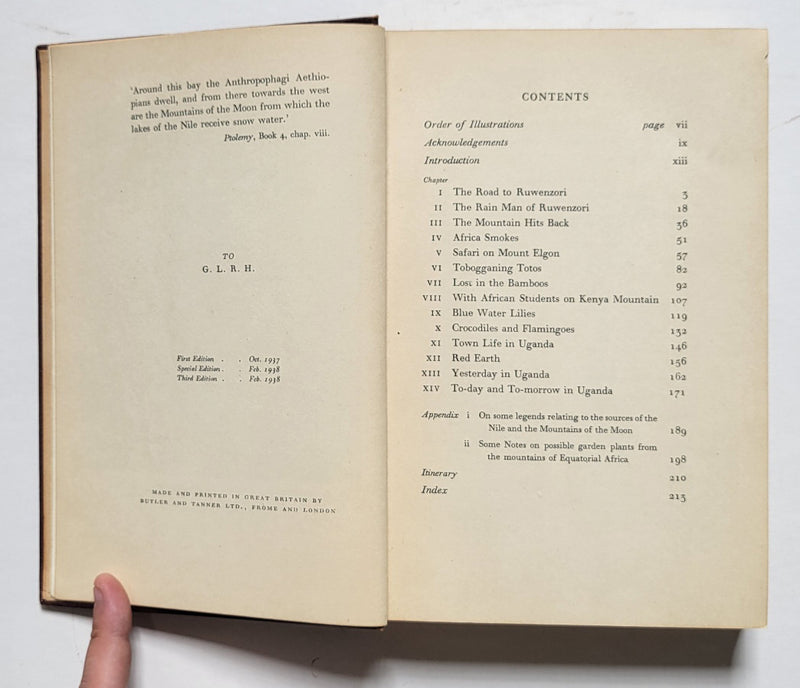 'Around this bay the Anthropophagi Aethio-
pians dwell, and from there towards the west
are the Mountains of the Moon from which the
lakes of the Nile receive snow water.'
Ptolemy, Book 4, chap. viii.
TO
G. L. R. H.
First Edition . . Oct. 1937
Special Edition . . Feb. 1938
Third Edition . . Feb. 1938
MADE AND PRINTED IN GREAT BRITAIN BY
BUTLER AND TANNER LTD., FROME AND LONDON
CONTENTS
Order of Illustrations page vii
Acknowledgements ix
Introduction xiii
Chapter
I The Road to Ruwenzori 3
II The Rain Man of Ruwenzori 18
III The Mountain Hits Back 36
IV Africa Smokes 51
V Safari on Mount Elgon 57
VI Tobogganing Totos 82
VII Lost in the Bamboos 92
VIII With African Students on Kenya Mountain 107
IX Blue Water Lilies 119
X Crocodiles and Flamingoes 132
XI Town Life in Uganda 146
XII Red Earth 156
XIII Yesterday in Uganda 162
XIV To-day and To-morrow in Uganda 171
Appendix i On some legends relating to the sources of the
Nile and the Mountains of the Moon 189
ii Some Notes on possible garden plants from
the mountains of Equatorial Africa 198
Itinerary 210
Index 213